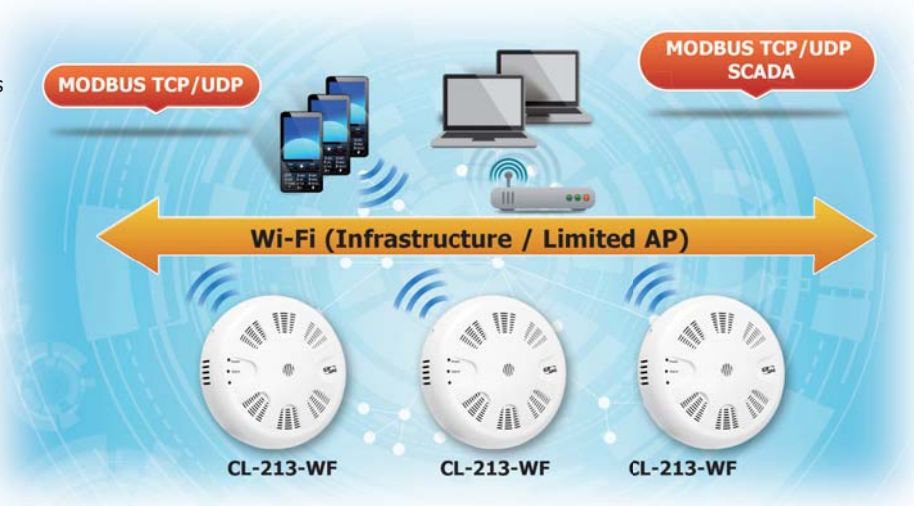 s
MODBUS TCP/UDP
MODBUS TCP/UDP
SCADA
Wi-Fi (Infrastructure / Limited AP)
CL-213-WF
CL-213-WF
CL-213-WF